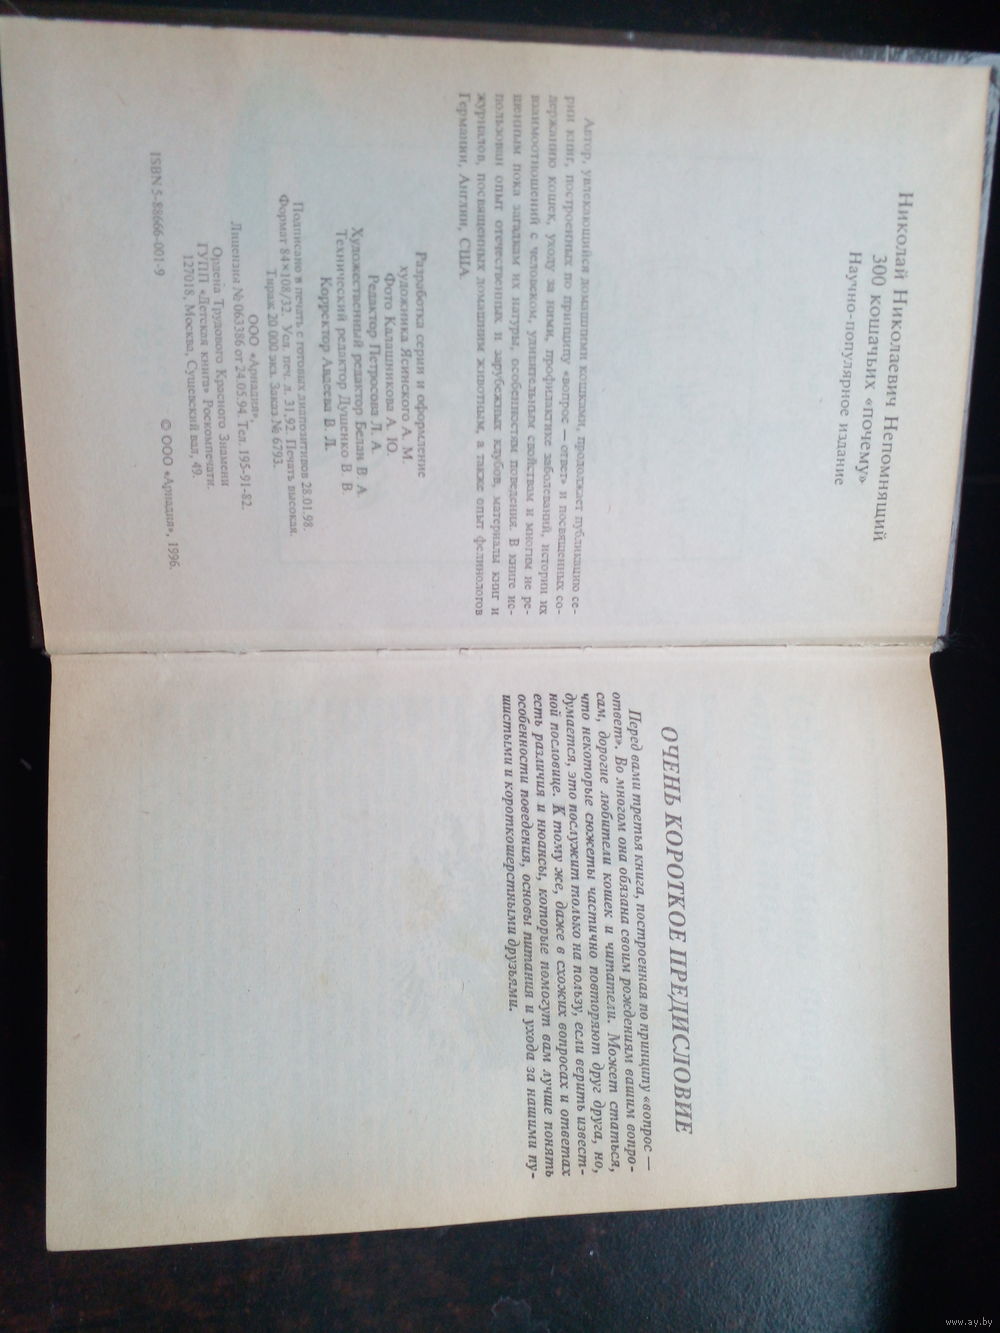 Николай Николаевич Непомнящий
300 кошачьих «почему»
Научно-популярное издание
Автор, увлекающийся домашними кошками, продолжает публикацию се-
рии книг, построенных по принципу «вопрос — ответ» и посвященных со-
держанию кошек, уходу за ними, профилактике заболеваний, истории их
взаимоотношений с человеком, удивительным свойствам и многим не ре-
шенным пока загадкам их натуры, особенностям поведения. В книге ис-
пользован опыт отечественных и зарубежных клубов, материалы книг и
журналов, посвященных домашним животным, а также опыт фелинологов
Германии, Англии, США.
Разработка серии и оформление
художника Ясинского А. М.
Фото Калашникова А. Ю.
Редактор Петросова Л. А.
Художественный редактор Белан В. А.
Технический редактор Душенко В. В.
Корректор Авдеева В. Л.
Подписано в печать с готовых диапозитивов 28.01.98.
Формат 84×108/32. Усл. печ. л. 31,92. Печать высокая.
Тираж 20 000 экз. Заказ № 6793.
ООО «Ариадия»,
Лицензия № 063386 от 24.05.94. Тел. 195-91-82.
Ордена Трудового Красного Знамени
ГУПП «Детская книга» Роскомпечати.
127018, Москва, Сущевский вал, 49.
ISBN 5-88666-001-9
© ООО «Ариадия», 1996.
ОЧЕНЬ КОРОТКОЕ ПРЕДИСЛОВИЕ
Перед вами третья книга, построенная по принципу «вопрос —
ответ». Во многом она обязана своим рождениям вашим вопро-
сам, дорогие любители кошек и читатели. Может статься,
что некоторые сюжеты частично повторяют друг друга, но,
думается, это послужит только на пользу, если верить извест-
ной пословице. К тому же, даже в схожих вопросах и ответах
есть различия и нюансы, которые помогут вам лучше понять
особенности поведения, основы питания и ухода за нашими пу-
шистыми и короткошерстными друзьями.
www.ay.by